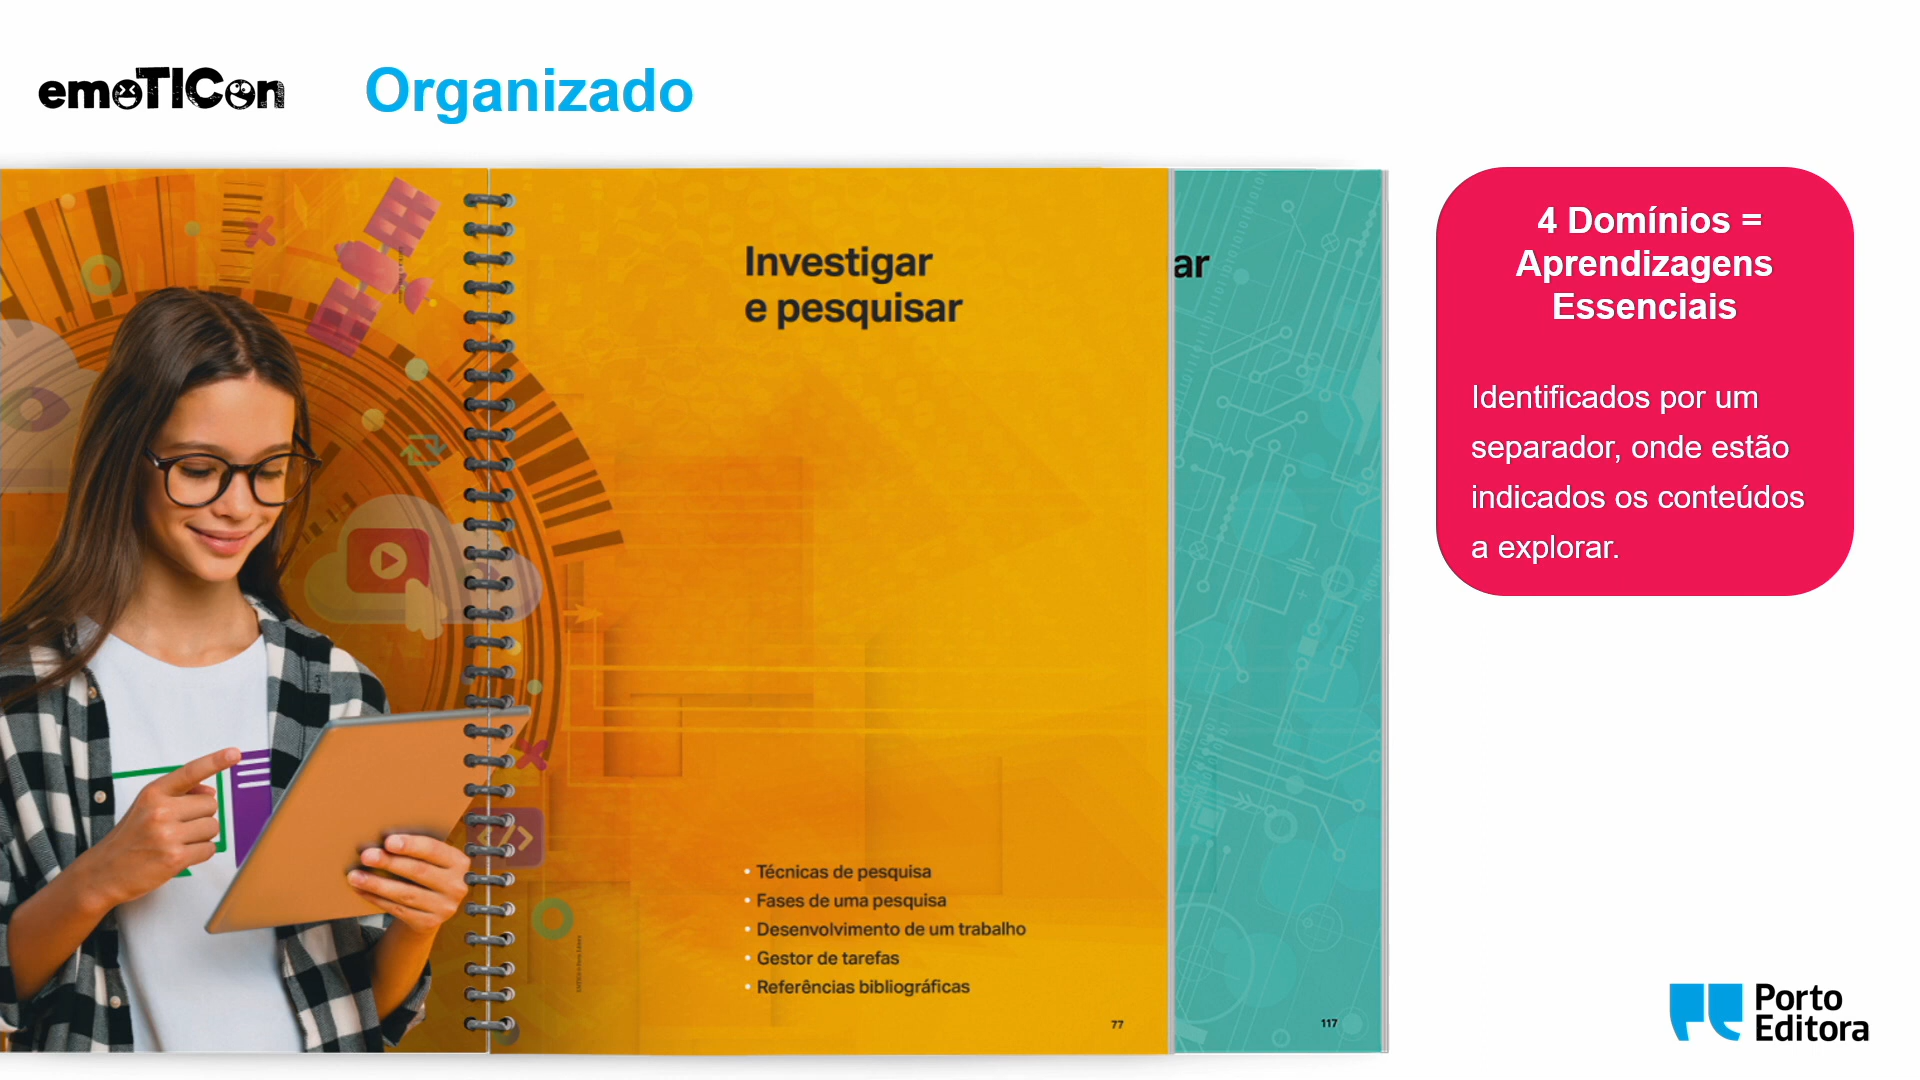 emoTICon
Organizado
Investigar
e pesquisar
ar
4 Domínios =
Aprendizagens
Essenciais
Identificados por um
separador, onde estão
indicados os conteúdos
a explorar.
</>
• Técnicas de pesquisa
• Fases de uma pesquisa
• Desenvolvimento de um trabalho
• Gestor de tarefas
• Referências bibliográficas
77
117
Porto
Editora